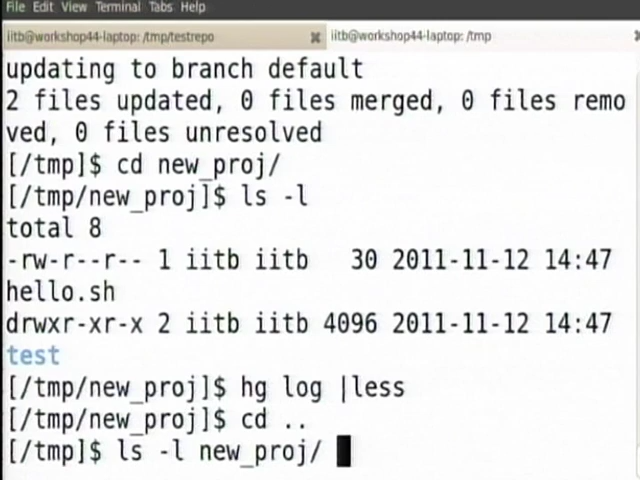 File Edit View Terminal Tabs Help
iitb@workshop44-laptop: /tmp/testrepo
iitb@workshop44-laptop: /tmp
updating to branch default
2 files updated, 0 files merged, 0 files remo
ved, 0 files unresolved
[/tmp]$ cd new_proj/
[/tmp/new_proj]$ ls -l
total 8
-rw-r--r-- 1 iitb iitb   30 2011-11-12 14:47
hello.sh
drwxr-xr-x 2 iitb iitb 4096 2011-11-12 14:47
test
[/tmp/new_proj]$ hg log |less
[/tmp/new_proj]$ cd ..
[/tmp]$ ls -l new_proj/